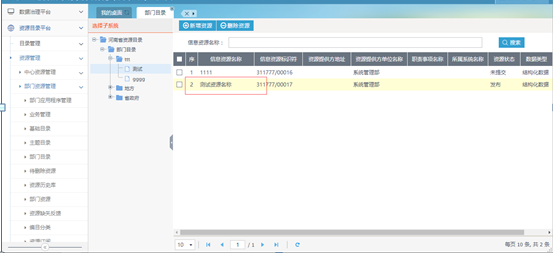 数据治理平台
资源目录平台
目录管理
资源管理
中心资源管理
部门资源管理
部门应用程序管理
业务管理
基础目录
主题目录
部门目录
待删除资源
资源历史库
部门资源
资源缺失反馈
编目分类
我的桌面 部门目录
选择子系统
河南省资源目录
部门目录
m
测试
gggg
地方
省政府
新增资源 删除资源
信息资源名称： 搜索
序 信息资源名称 信息资源标识符 资源提供方地址 资源提供方单位名称 职责事项名称 所属系统名称 资源状态 数据类型
1 1111 311777/00016 系统管理部 未提交 结构化数据
2 测试资源名称 311777/00017 系统管理部 发布 结构化数据
10 1 / 1 每页 10 条, 共 2 条